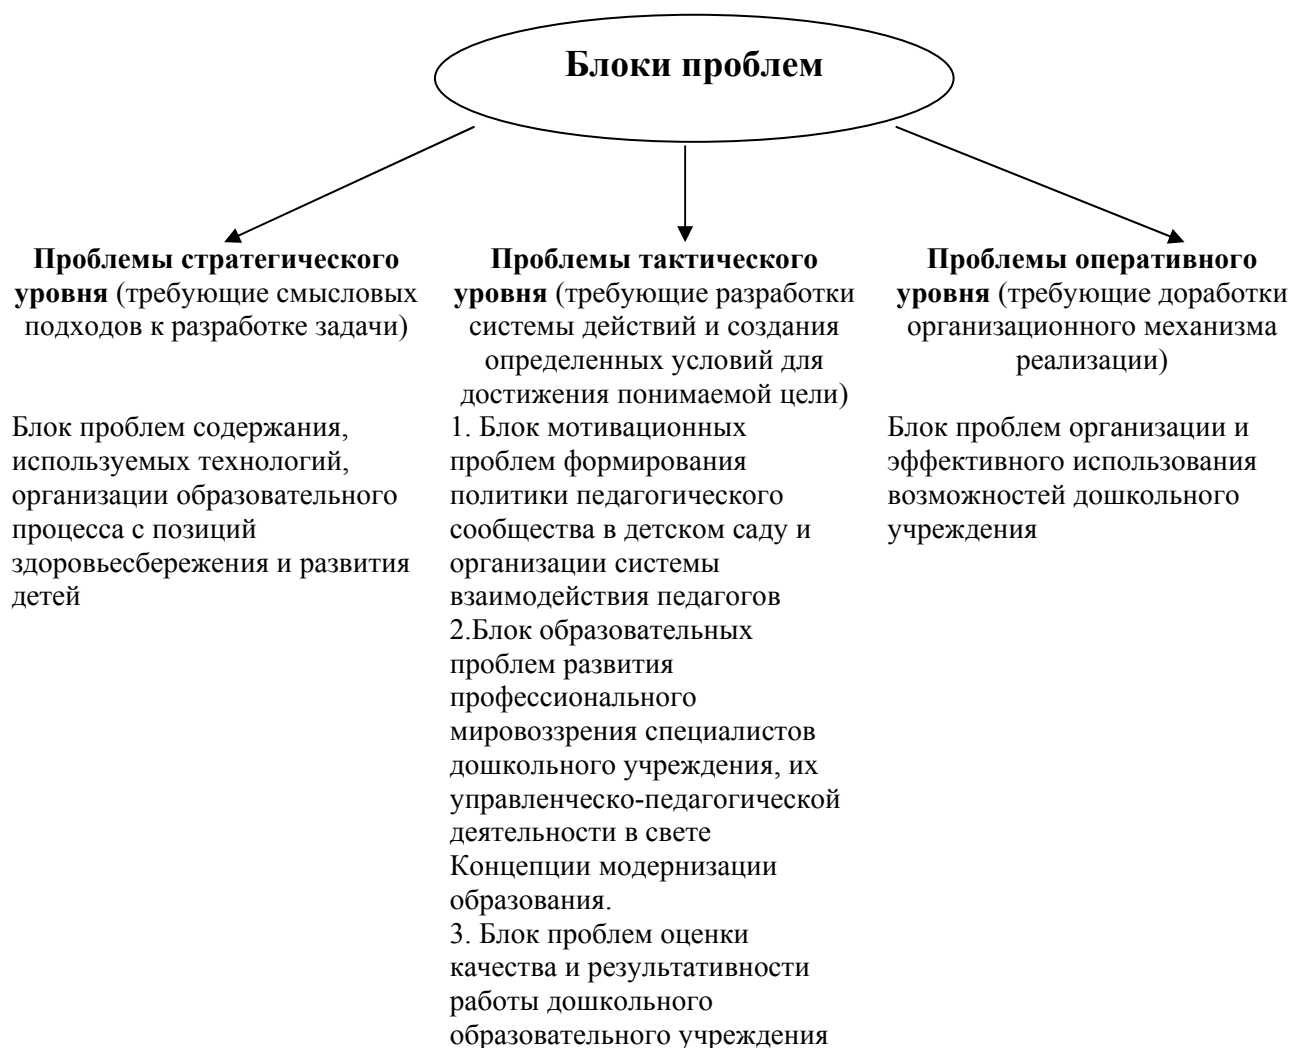 Блоки проблем
Проблемы стратегического
уровня (требующие смысловых
подходов к разработке задачи)
Блок проблем содержания,
используемых технологий,
организации образовательного
процесса с позиций
здоровьесбережения и развития
детей
Проблемы тактического
уровня (требующие разработки
системы действий и создания
определенных условий для
достижения понимаемой цели)
1. Блок мотивационных
проблем формирования
политики педагогического
сообщества в детском саду и
организации системы
взаимодействия педагогов
2.Блок образовательных
проблем развития
профессионального
мировоззрения специалистов
дошкольного учреждения, их
управленческо-педагогической
деятельности в свете
Концепции модернизации
образования.
3. Блок проблем оценки
качества и результативности
работы дошкольного
образовательного учреждения
Проблемы оперативного
уровня (требующие доработки
организационного механизма
реализации)
Блок проблем организации и
эффективного использования
возможностей дошкольного
учреждения